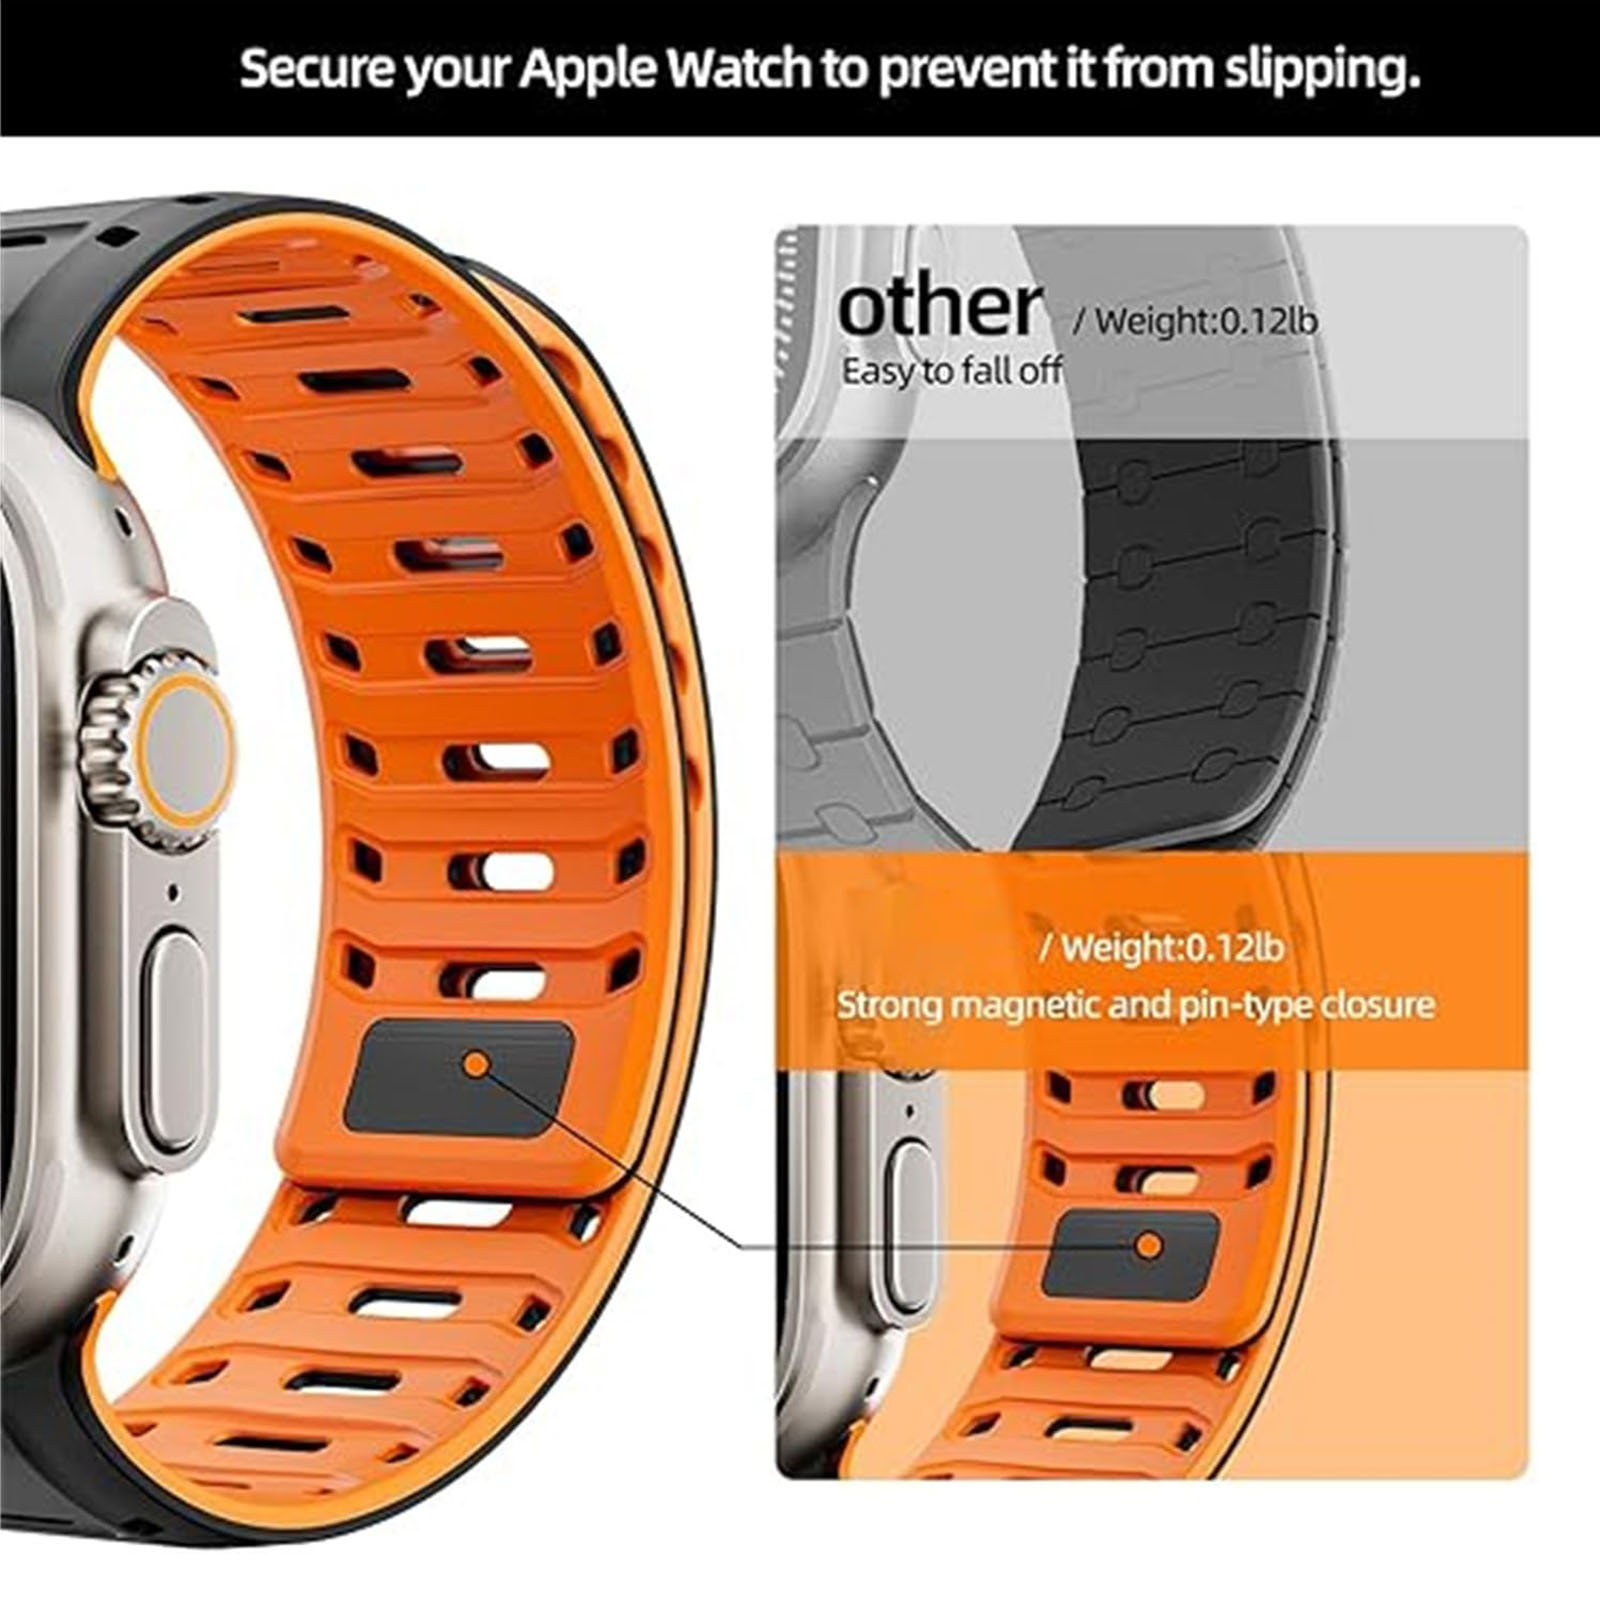 Secure your Apple Watch to prevent it from slipping.
other / Weight:0.12lb
Easy to fall off
/ Weight:0.12lb
Strong magnetic and pin-type closure